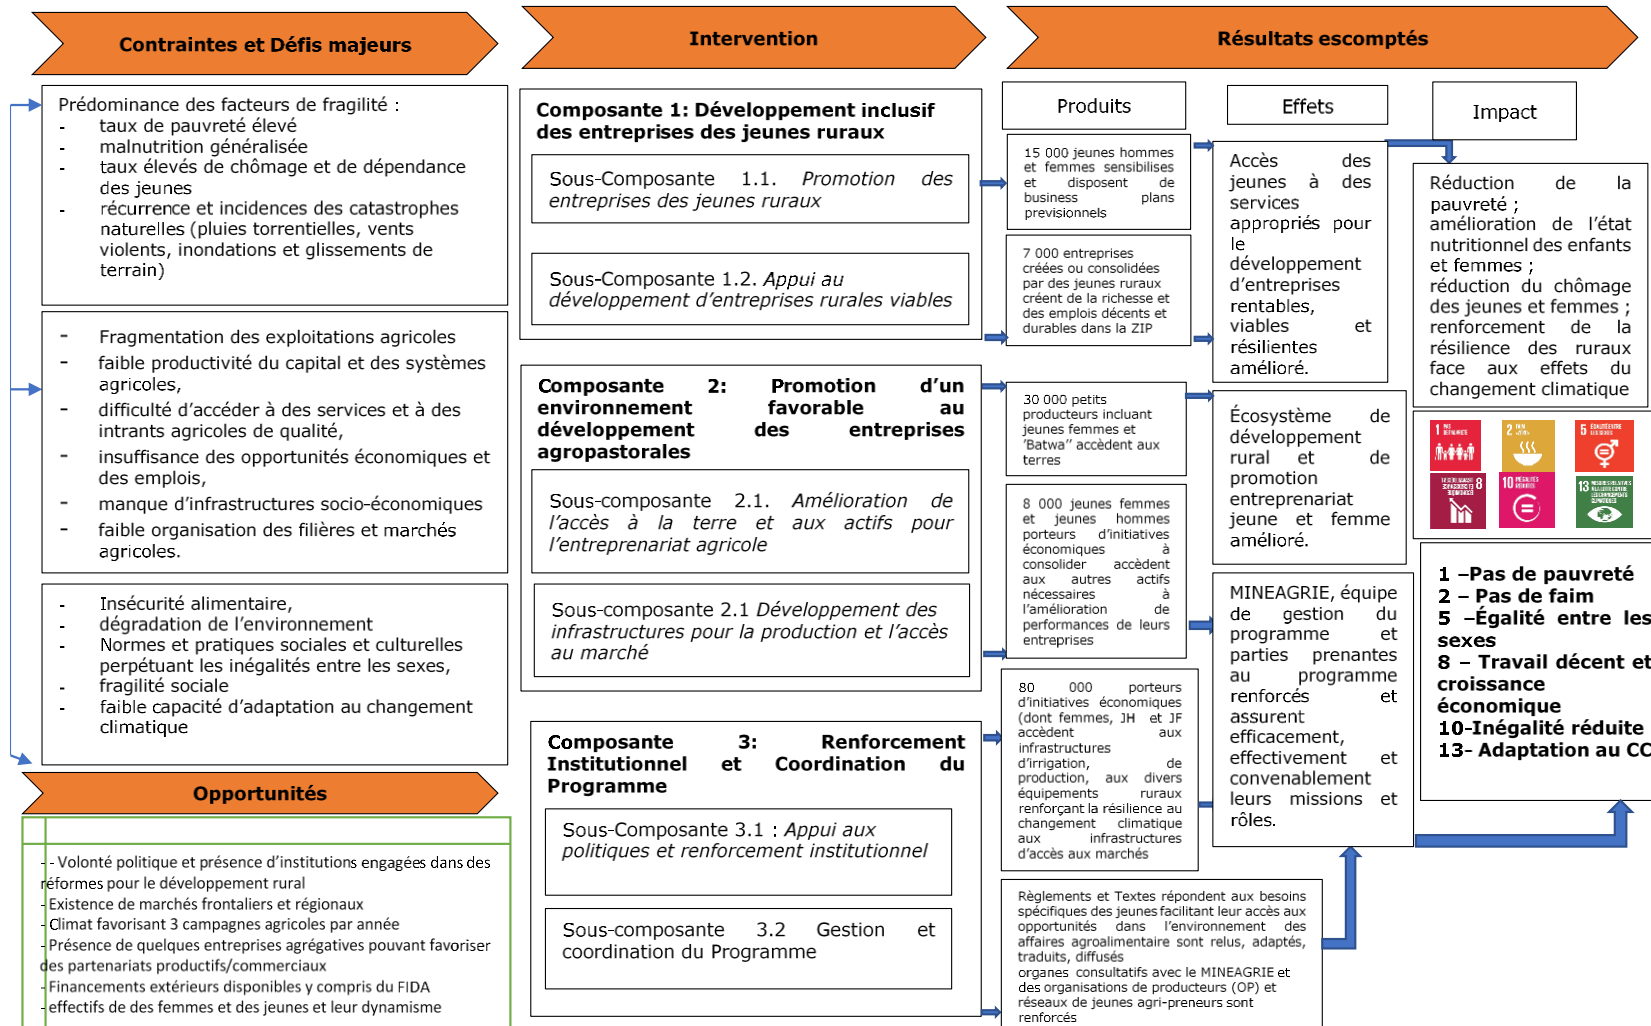 Contraintes et Défis majeurs
Prédominance des facteurs de fragilité :
- taux de pauvreté élevé
- malnutrition généralisée
- taux élevés de chômage et de dépendance
des jeunes
- récurrence et incidences des catastrophes
naturelles (pluies torrentielles, vents
violents, inondations et glissements de
terrain)
- Fragmentation des exploitations agricoles
- faible productivité du capital et des systèmes
agricoles,
- difficulté d’accéder à des services et à des
intrants agricoles de qualité,
- insuffisance des opportunités économiques et
des emplois,
- manque d’infrastructures socio-économiques
- faible organisation des filières et marchés
agricoles.
- Insécurité alimentaire,
- dégradation de l’environnement
- Normes et pratiques sociales et culturelles
perpétuant les inégalités entre les sexes,
- fragilité sociale
- faible capacité d’adaptation au changement
climatique
Opportunités
-- Volonté politique et présence d’institutions engagées dans des
réformes pour le développement rural
-Existence de marchés frontaliers et régionaux
-Climat favorisant 3 campagnes agricoles par année
-Présence de quelques entreprises agrégatives pouvant favoriser
des partenariats productifs/commerciaux
-Financements extérieurs disponibles y compris du FIDA
-effectifs de des femmes et des jeunes et leur dynamisme
Intervention
Composante 1: Développement inclusif
des entreprises des jeunes ruraux
Sous-Composante 1.1. Promotion des
entreprises des jeunes ruraux
Sous-Composante 1.2. Appui au
développement d’entreprises rurales viables
Composante 2: Promotion d’un
environnement favorable au
développement des entreprises
agropastorales
Sous-composante 2.1. Amélioration de
l’accès à la terre et aux actifs pour
l’entreprenariat agricole
Sous-composante 2.1 Développement des
infrastructures pour la production et l’accès
au marché
Composante 3: Renforcement
Institutionnel et Coordination du
Programme
Sous-Composante 3.1 : Appui aux
politiques et renforcement institutionnel
Sous-composante 3.2 Gestion et
coordination du Programme
Résultats escomptés
Produits
15 000 jeunes hommes
et femmes sensibilises
et disposent de
business plans
previsionnels
7 000 entreprises
créées ou consolidées
par des jeunes ruraux
créent de la richesse et
des emplois décents et
durables dans la ZIP
30 000 petits
producteurs incluant
jeunes femmes et
’Batwa’’ accèdent aux
terres
8 000 jeunes femmes
et jeunes hommes
porteurs d’initiatives
économiques à
consolider accèdent
aux autres actifs
nécessaires à
l’amélioration de
performances de leurs
entreprises
80 000 porteurs
d’initiatives économiques
(dont femmes, JH et JF
accèdent aux
infrastructures
d’irrigation, de
production, aux divers
équipements ruraux
renforçant la résilience au
changement climatique
aux infrastructures
d’accès aux marchés
Règlements et Textes répondent aux besoins
spécifiques des jeunes facilitant leur accès aux
opportunités dans l’environnement des
affaires agroalimentaire sont relus, adaptés,
traduits, diffusés
organes consultatifs avec le MINEAGRIE et
des organisations de producteurs (OP) et
réseaux de jeunes agri-preneurs sont
renforcés
Effets
Accès des
jeunes à des
services
appropriés pour
le
développement
d’entreprises
rentables,
viables et
résilientes
amélioré.
Écosystème de
développement
rural et de
promotion
entreprenariat
jeune et femme
amélioré.
MINEAGRIE, équipe
de gestion du
programme et
parties prenantes
au programme
renforcés et
assurent
efficacement,
effectivement et
convenablement
leurs missions et
rôles.
Impact
Réduction de la
pauvreté ;
amélioration de l’état
nutritionnel des enfants
et femmes ;
réduction du chômage
des jeunes et femmes ;
renforcement de la
résilience des ruraux
face aux effets du
changement climatique
1 PAS
DE PAUVRETÉ
2 FAIM
«ZÉRO»
5 ÉGALITÉ ENTRE
LES SEXES
8
10 INÉGALITÉS
RÉDUITES
13 MESURES RELATIVES
À LA LUTTE CONTRE
LES CHANGEMENTS
CLIMATIQUES
1 –Pas de pauvreté
2 – Pas de faim
5 –Égalité entre les
sexes
8 – Travail décent et
croissance
économique
10-Inégalité réduite
13- Adaptation au CC